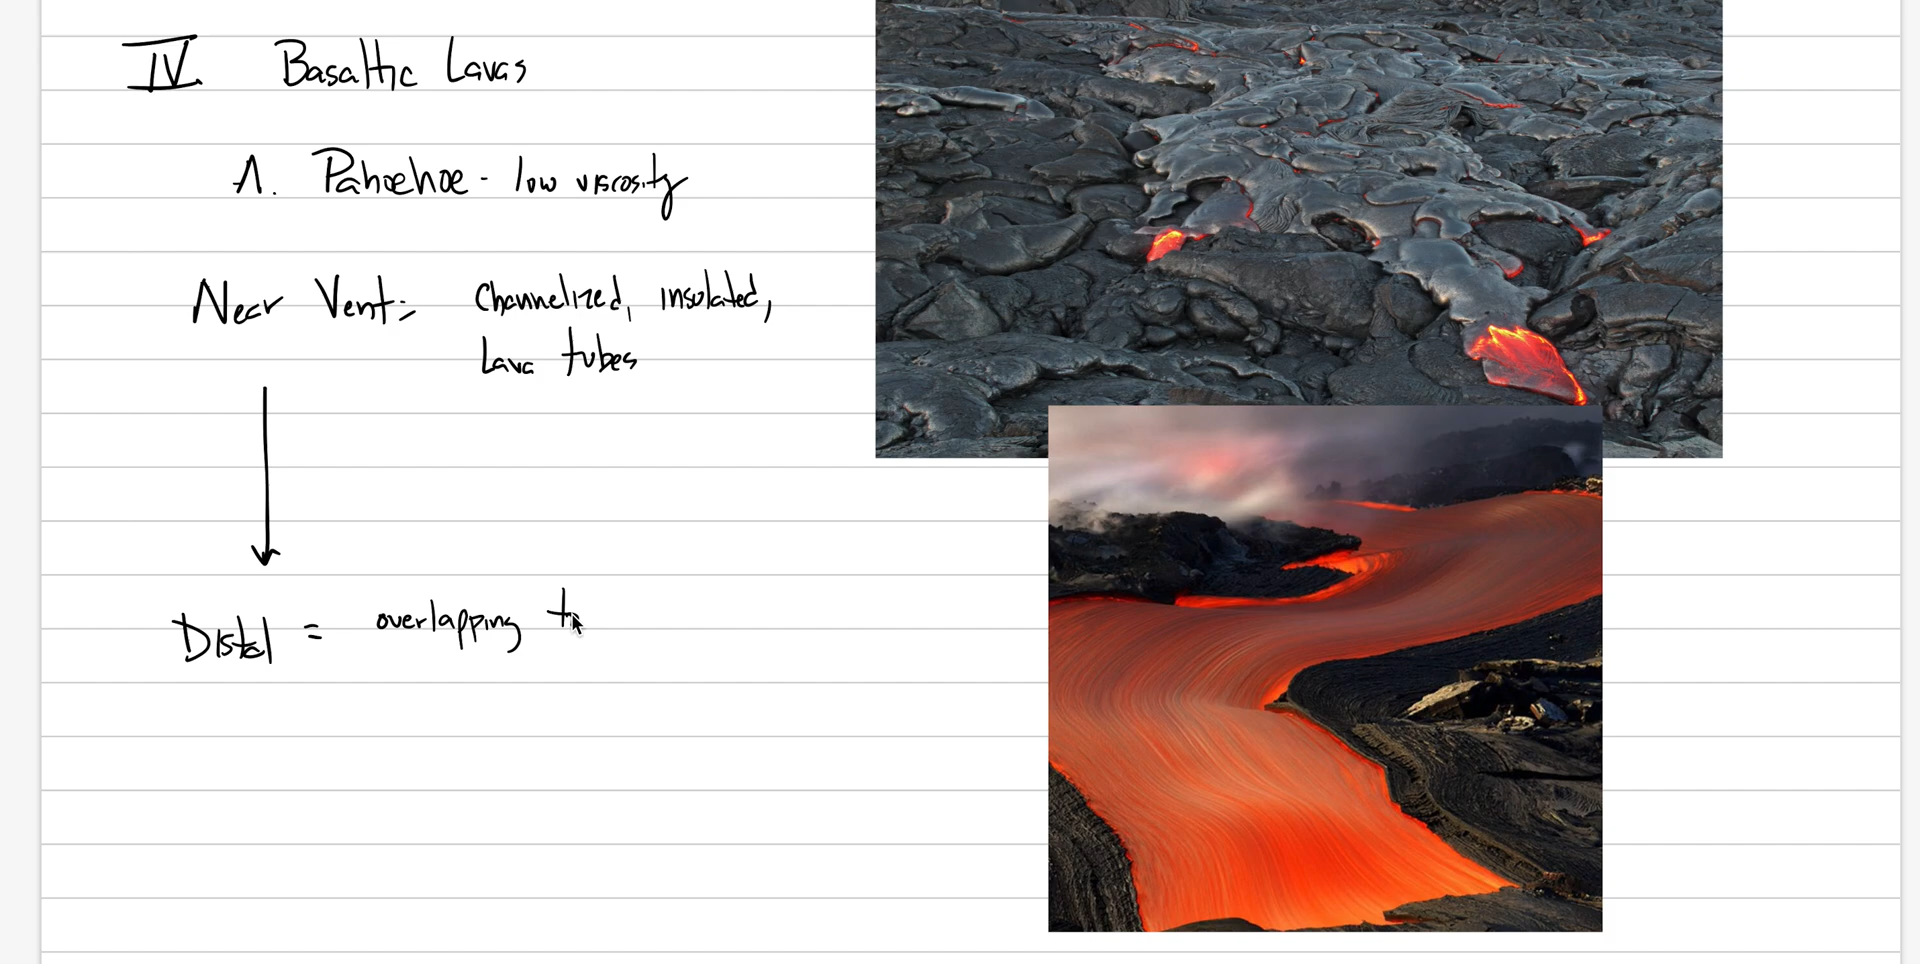 IV. Basaltic Lavas
A. Pahoehoe - low viscosity
Near Vent: Channelized, insulated,
Lava tubes
Distal = overlapping t